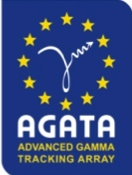 γ
AGATA
ADVANCED GAMMA
TRACKING ARRAY